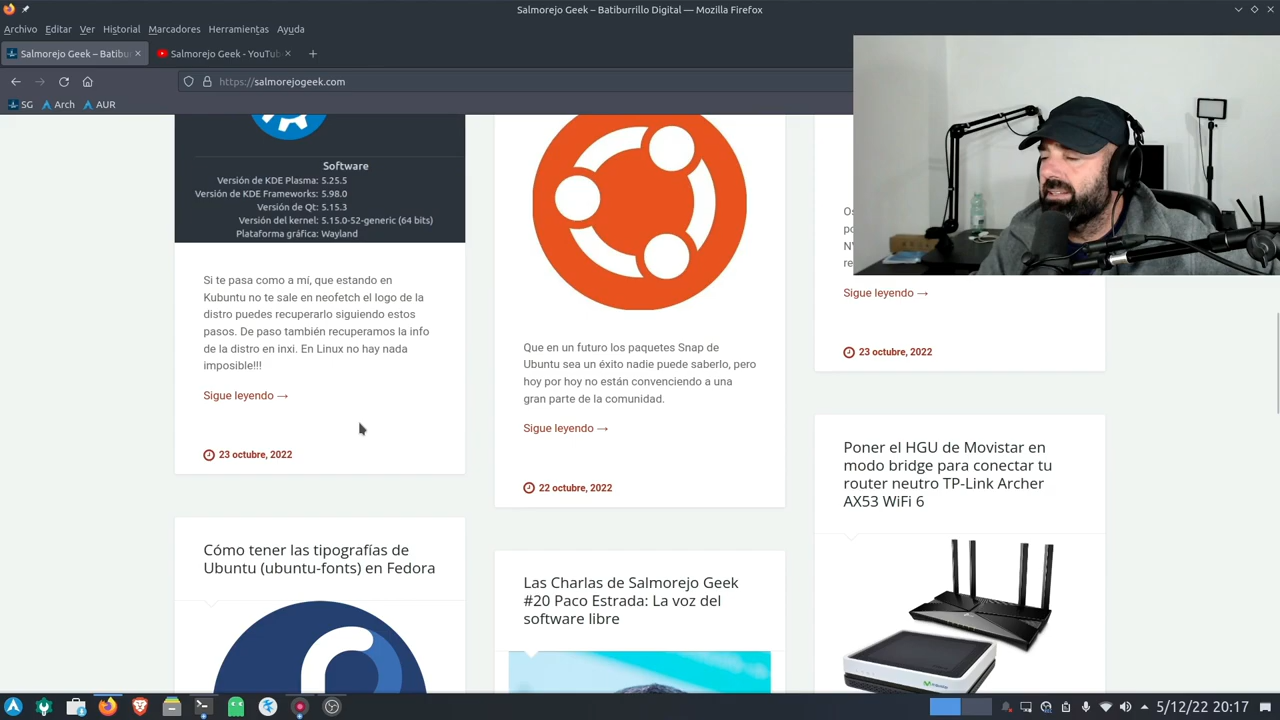 Salmorejo Geek – Batiburrillo Digital — Mozilla Firefox
Archivo Editar Ver Historial Marcadores Herramientas Ayuda
Salmorejo Geek – Batibu
Salmorejo Geek - YouTu
https://salmorejogeek.com
SG Arch AUR
Software
Versión de KDE Plasma: 5.25.5
Versión de KDE Frameworks: 5.98.0
Versión de Qt: 5.15.3
Versión del kernel: 5.15.0-52-generic (64 bits)
Plataforma gráfica: Wayland
Si te pasa como a mí, que estando en
Kubuntu no te sale en neofetch el logo de la
distro puedes recuperarlo siguiendo estos
pasos. De paso también recuperamos la info
de la distro en inxi. En Linux no hay nada
imposible!!!
Sigue leyendo →
23 octubre, 2022
Cómo tener las tipografías de
Ubuntu (ubuntu-fonts) en Fedora
Que en un futuro los paquetes Snap de
Ubuntu sea un éxito nadie puede saberlo, pero
hoy por hoy no están convenciendo a una
gran parte de la comunidad.
Sigue leyendo →
22 octubre, 2022
Las Charlas de Salmorejo Geek
#20 Paco Estrada: La voz del
software libre
Sigue leyendo →
23 octubre, 2022
Poner el HGU de Movistar en
modo bridge para conectar tu
router neutro TP-Link Archer
AX53 WiFi 6
5/12/22 20:17